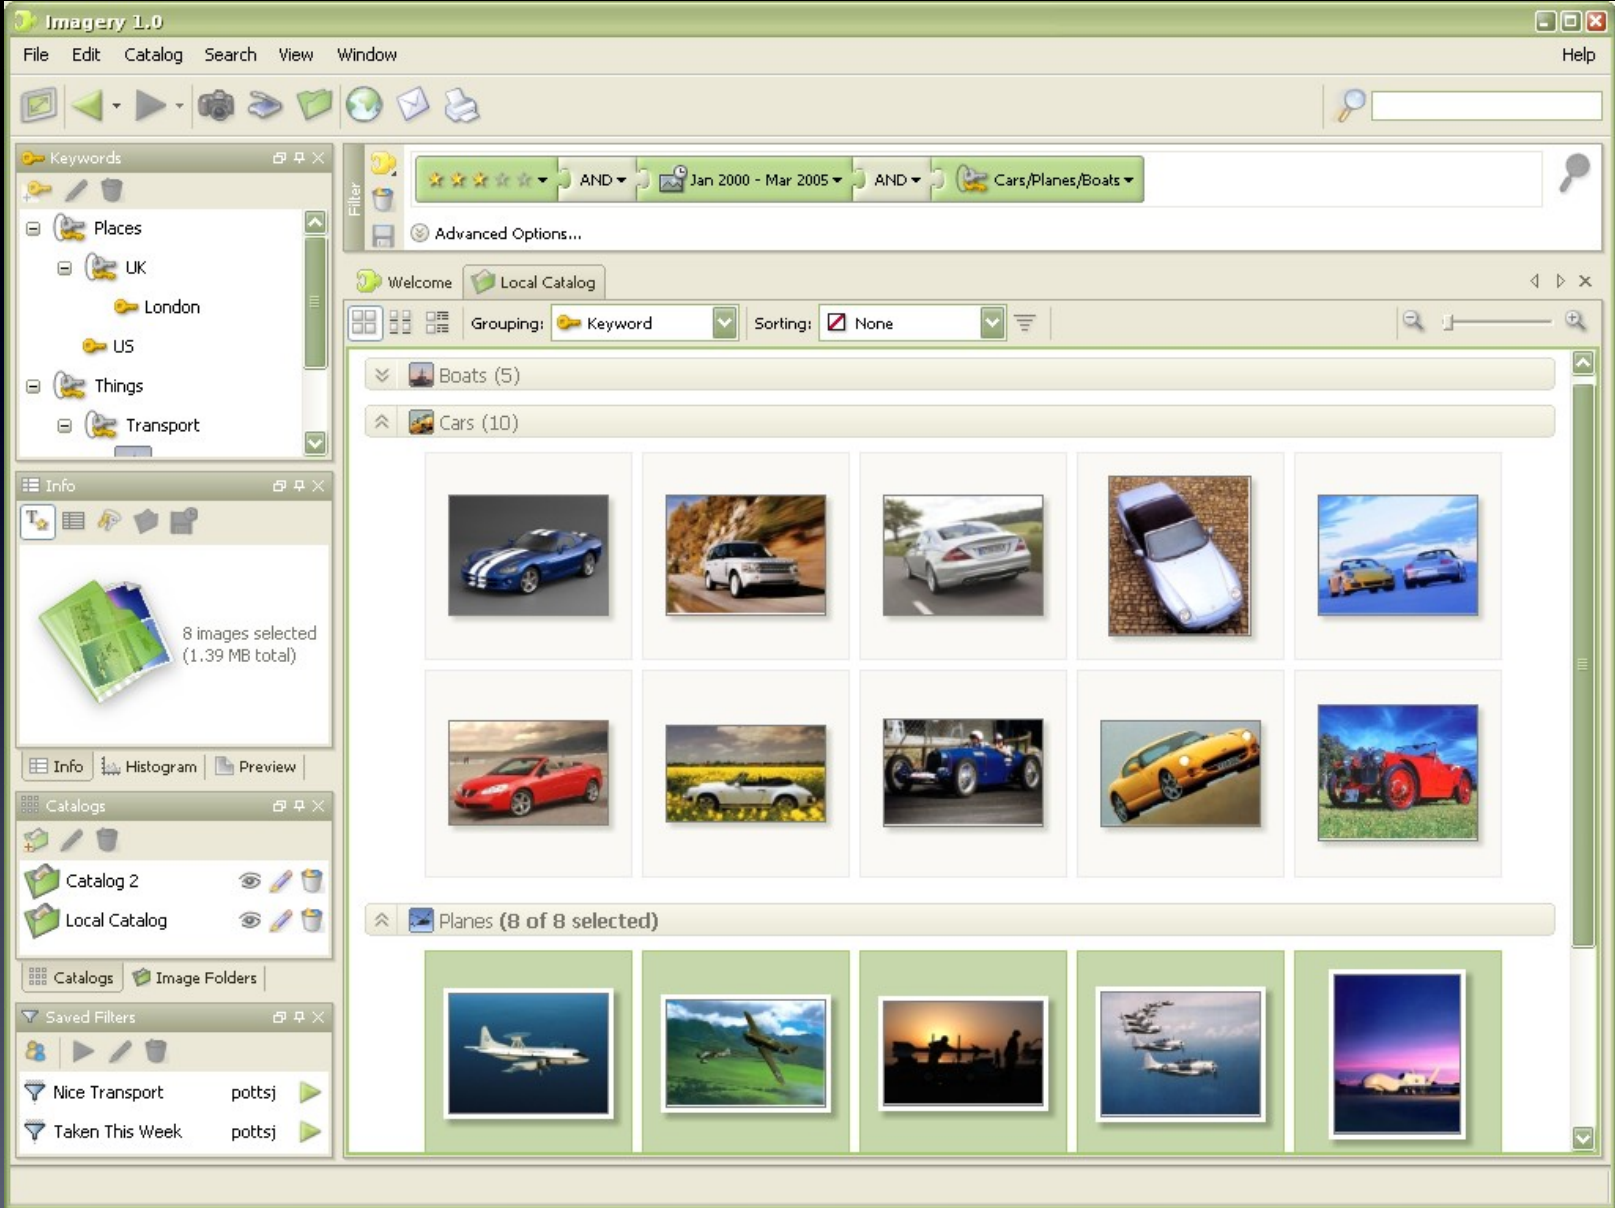 Imagery 1.0
File Edit Catalog Search View Window Help
Keywords
Places
UK
London
US
Things
Transport
Info
8 images selected
(1.39 MB total)
Info Histogram Preview
Catalogs
Catalog 2
Local Catalog
Catalogs Image Folders
Saved Filters
Nice Transport pottsj
Taken This Week pottsj
Filter
AND Jan 2000 - Mar 2005 AND Cars/Planes/Boats
Advanced Options...
Welcome Local Catalog
Grouping: Keyword Sorting: None
Boats (5)
Cars (10)
Planes (8 of 8 selected)